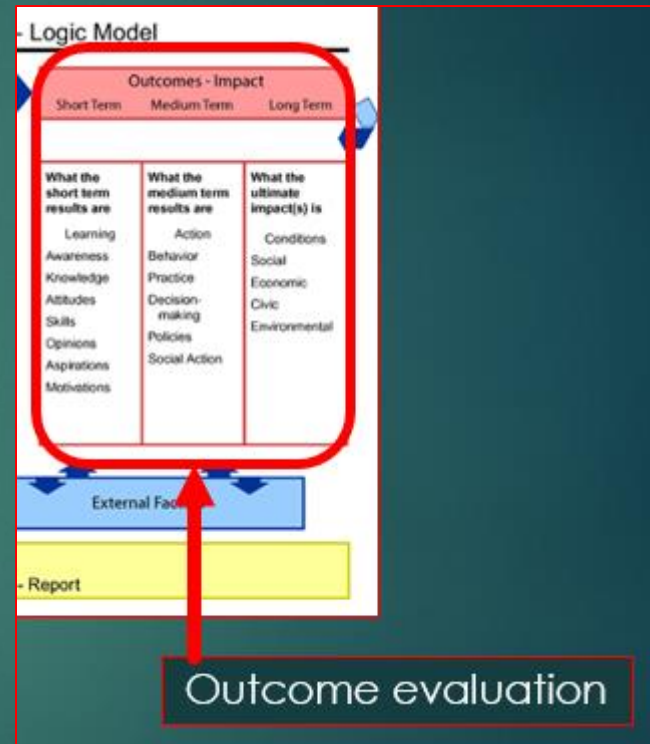 - Logic Model
Outcomes - Impact
Short Term Medium Term Long Term
What the
short term
results are
Learning
Awareness
Knowledge
Attitudes
Skills
Opinions
Aspirations
Motivations
What the
medium term
results are
Action
Behavior
Practice
Decision-
making
Policies
Social Action
What the
ultimate
impact(s) is
Conditions
Social
Economic
Civic
Environmental
External
- Report
Outcome evaluation